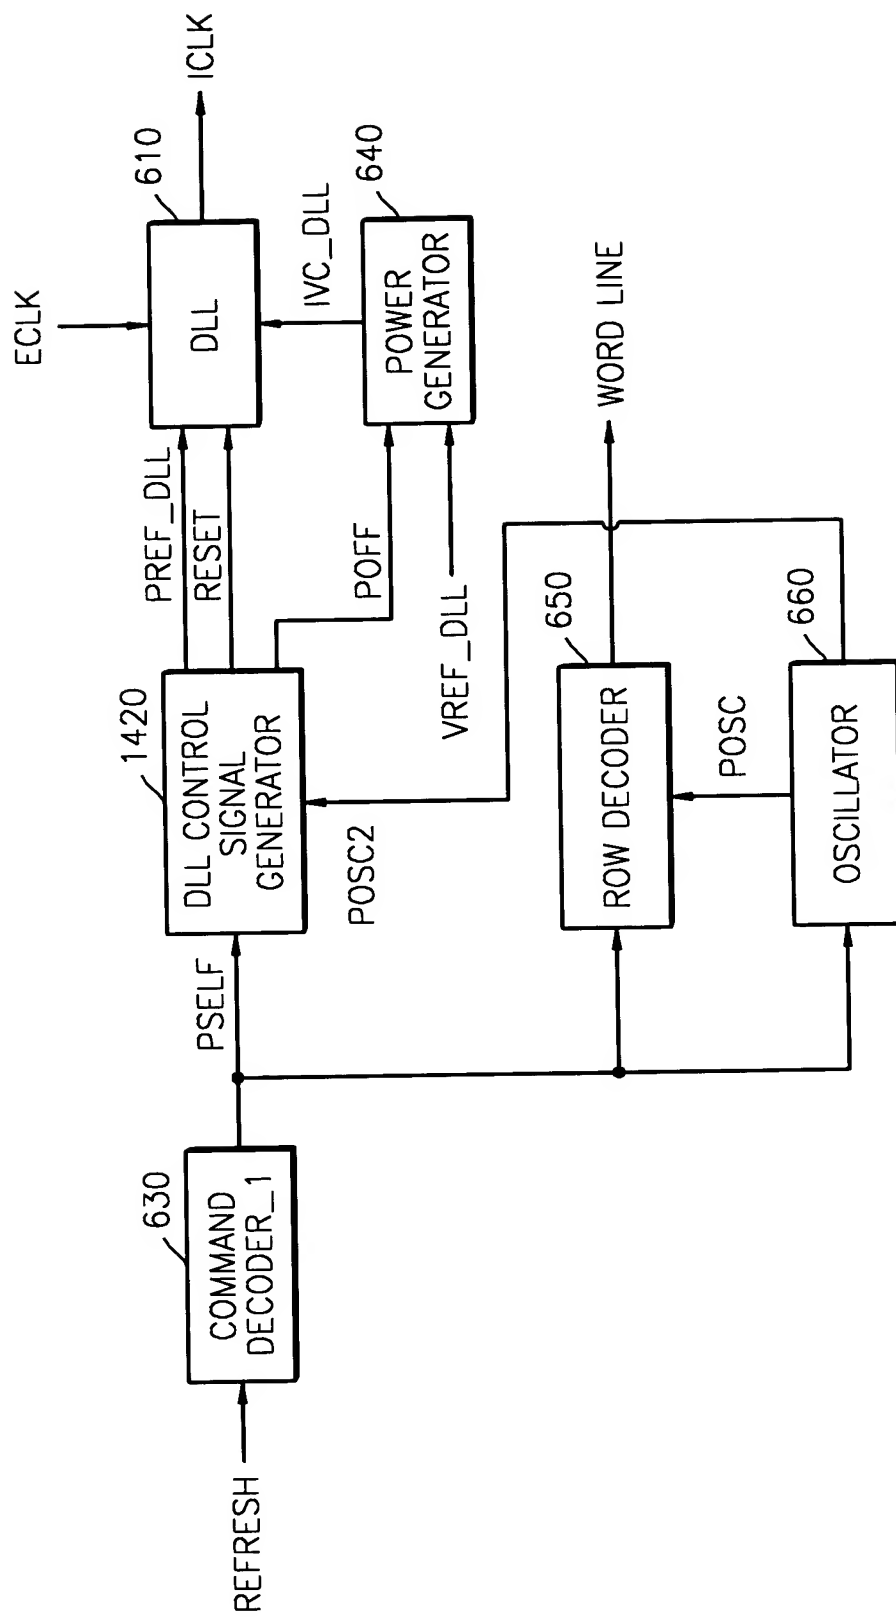 REFRESH
630
COMMAND
DECODER_1
PSELF
1420
DLL CONTROL
SIGNAL
GENERATOR
POSC2
PREF_DLL
RESET
POFF
VREF_DLL
ECLK
610
DLL
ICLK
IVC_DLL
640
POWER
GENERATOR
650
ROW DECODER
WORD LINE
POSC
660
OSCILLATOR